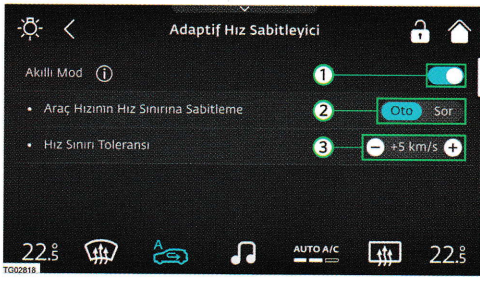 Adaptif Hız Sabitleyici
Akıllı Mod
1
• Araç Hızının Hız Sınırına Sabitleme
2
Oto Sor
• Hız Sınırı Toleransı
3
− +5 km/s +
22.5
A
AUTO A/C
22.5
TG02818